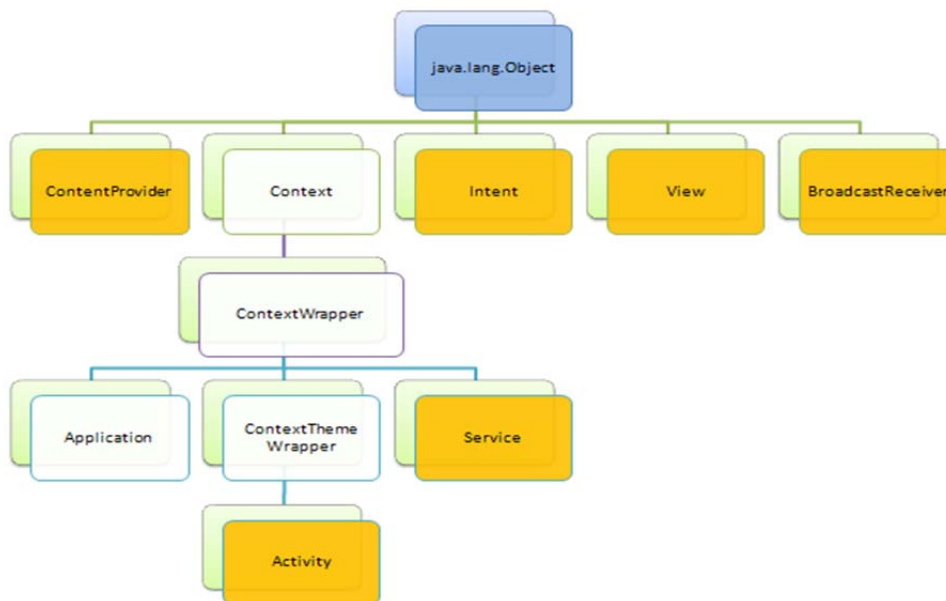 java.lang.Object
ContentProvider
Context
Intent
View
BroadcastReceiver
ContextWrapper
Application
ContextTheme
Wrapper
Service
Activity